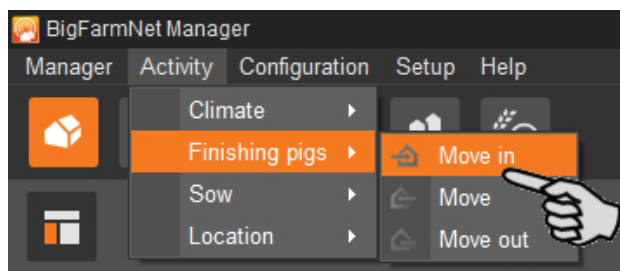 BigFarmNet Manager
Manager Activity Configuration Setup Help
Climate
Finishing pigs
Move in
Sow
Move
Location
Move out